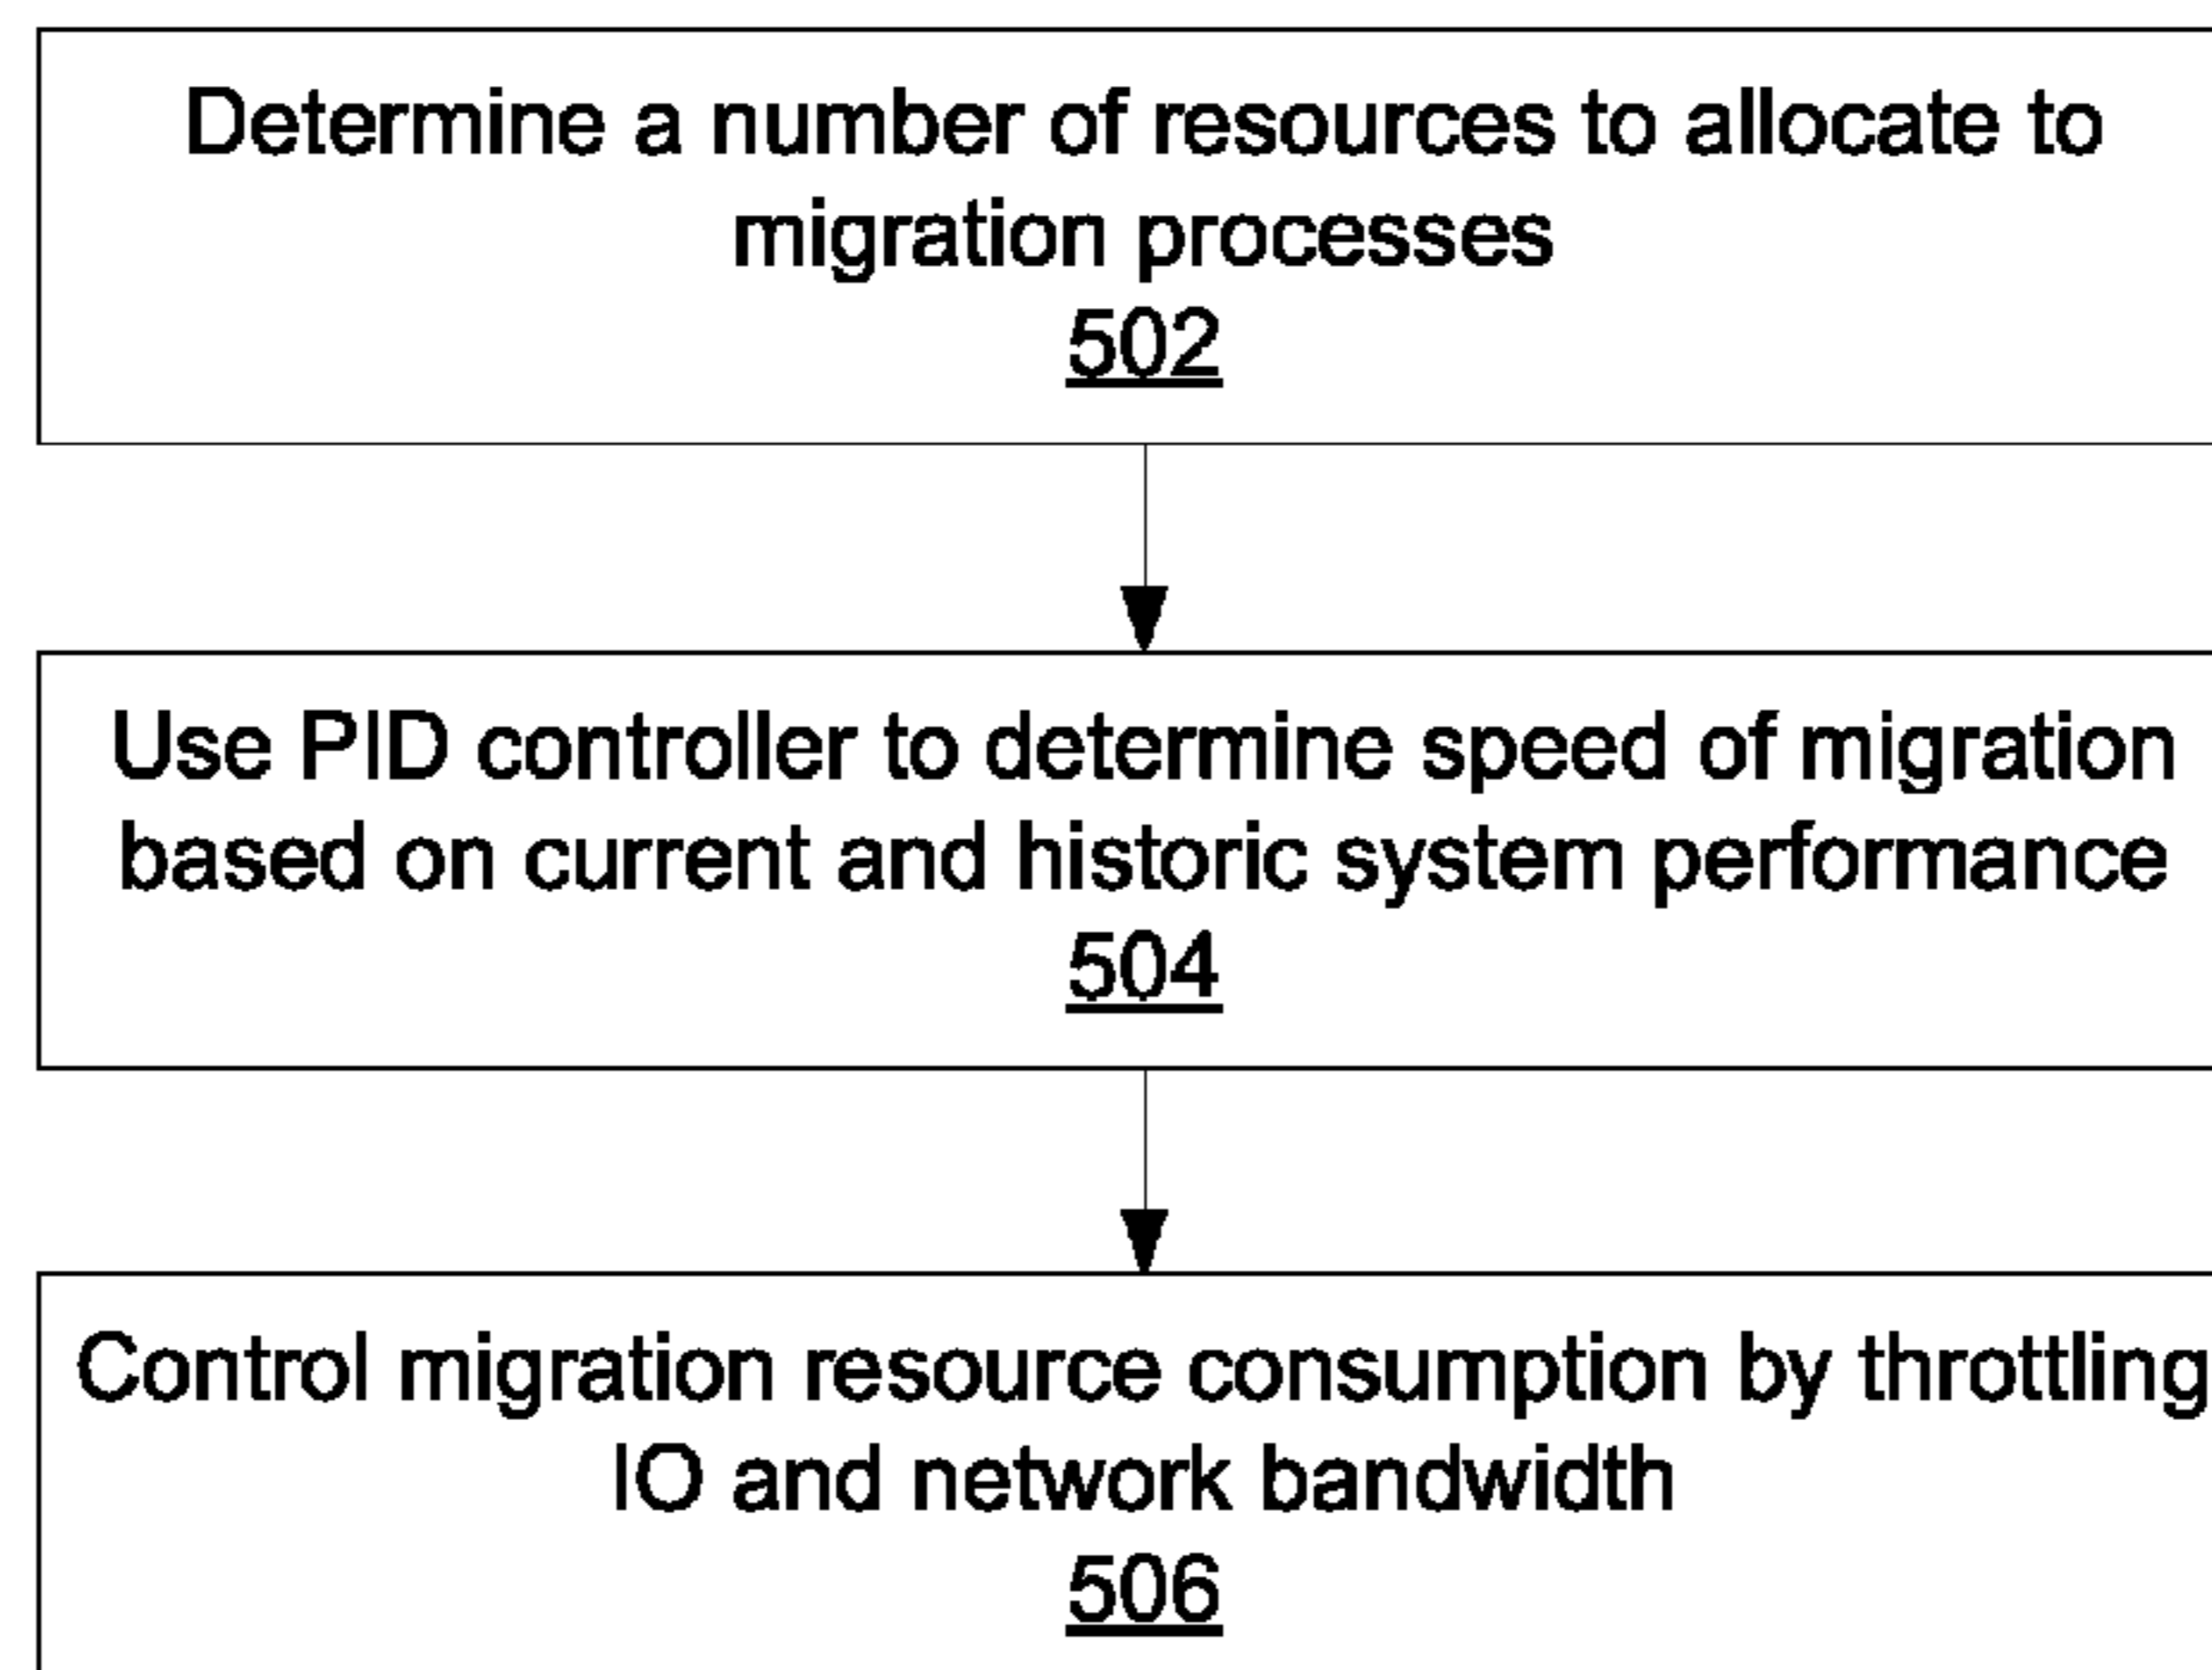 Determine a number of resources to allocate to
migration processes
502
Use PID controller to determine speed of migration
based on current and historic system performance
504
Control migration resource consumption by throttling
IO and network bandwidth
506